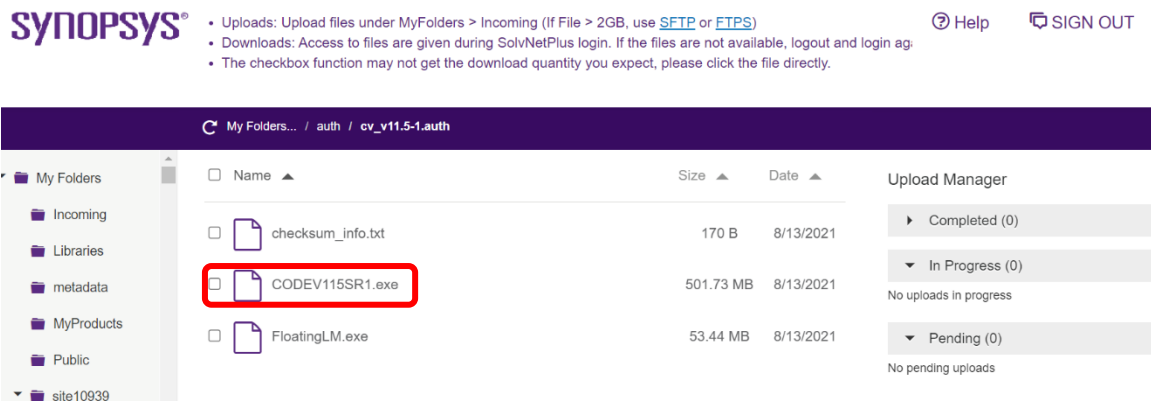 SYNOPSYS®
• Uploads: Upload files under MyFolders > Incoming (If File > 2GB, use SFTP or FTPS)
• Downloads: Access to files are given during SolvNetPlus login. If the files are not available, logout and login aga
• The checkbox function may not get the download quantity you expect, please click the file directly.
Help
SIGN OUT
My Folders... / auth / cv_v11.5-1.auth
My Folders
Incoming
Libraries
metadata
MyProducts
Public
site10939
Name Size Date
checksum_info.txt 170 B 8/13/2021
CODEV115SR1.exe 501.73 MB 8/13/2021
FloatingLM.exe 53.44 MB 8/13/2021
Upload Manager
Completed (0)
In Progress (0)
No uploads in progress
Pending (0)
No pending uploads